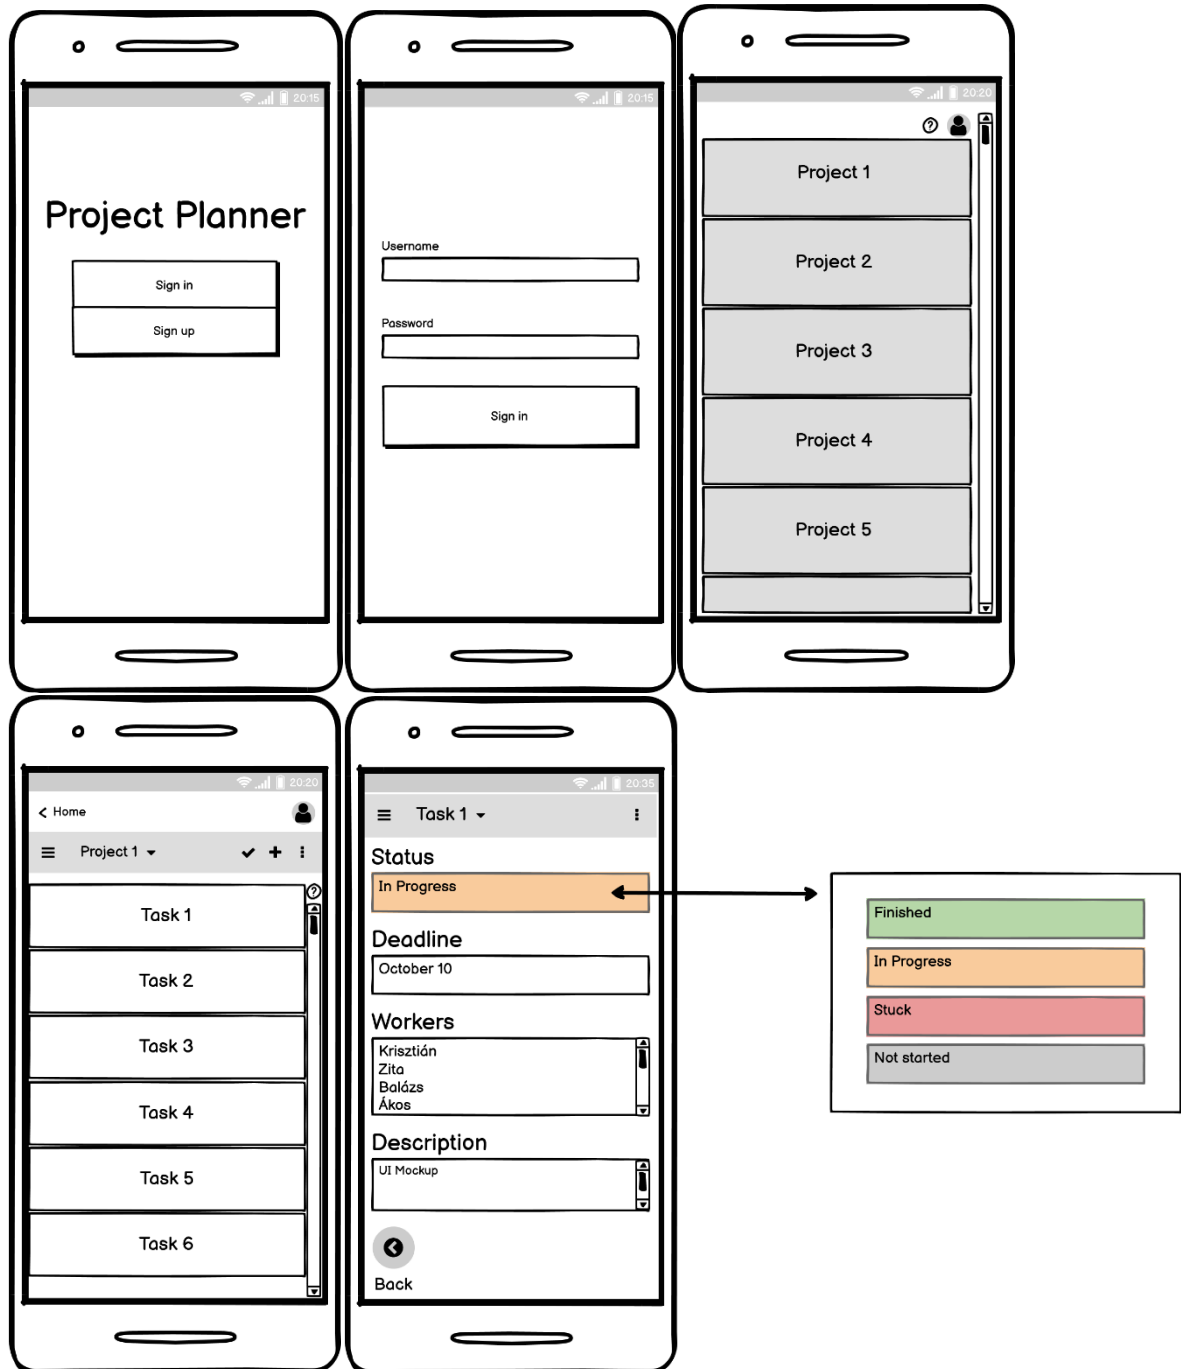 20:15
Project Planner
Sign in
Sign up
20:15
Username
Password
Sign in
20:20
?
Project 1
Project 2
Project 3
Project 4
Project 5
20:20
< Home
Project 1
?
Task 1
Task 2
Task 3
Task 4
Task 5
Task 6
20:35
Task 1
Status
In Progress
Deadline
October 10
Workers
Krisztián
Zita
Balázs
Ákos
Description
UI Mockup
Back
Finished
In Progress
Stuck
Not started